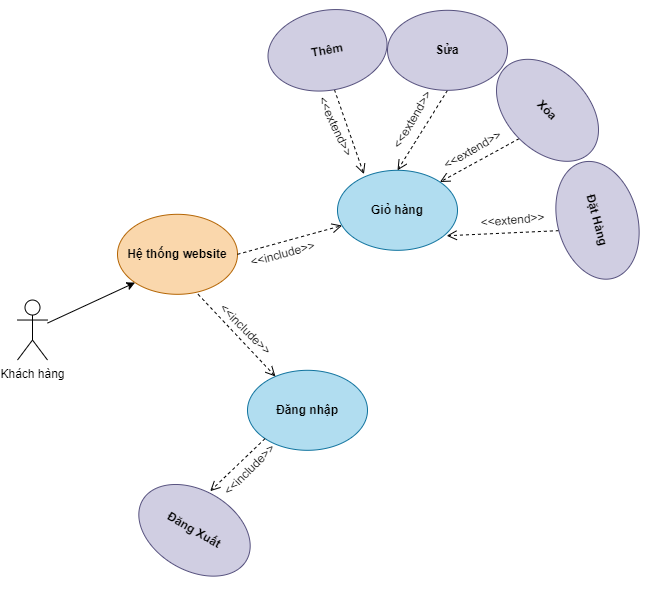 Thêm
Sửa
Xóa
Đặt Hàng
<<extend>>
<<extend>>
<<extend>>
<<extend>>
Giỏ hàng
Hệ thống website
<<include>>
<<include>>
Khách hàng
Đăng nhập
<<include>>
Đăng Xuất